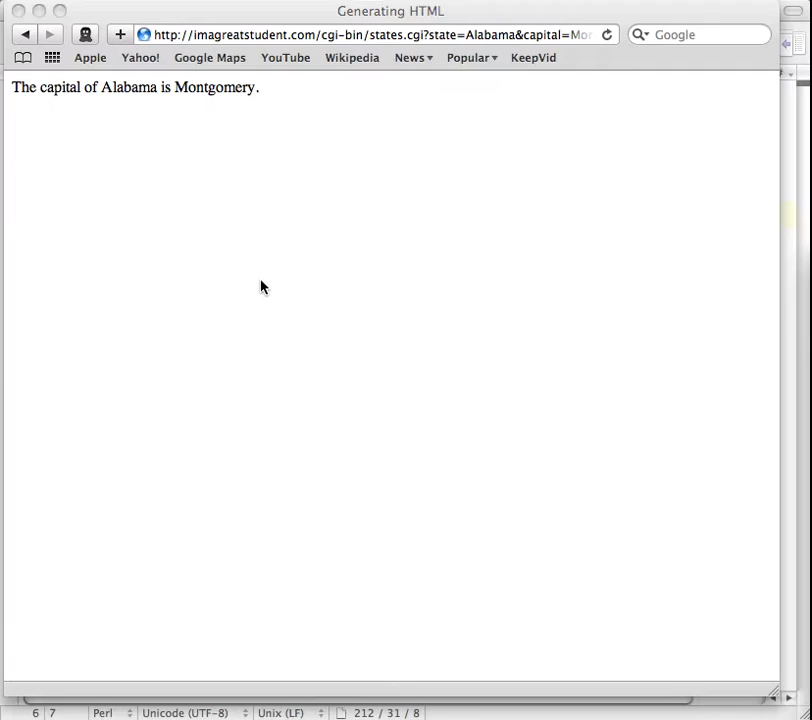 Generating HTML
http://imagreatstudent.com/cgi-bin/states.cgi?state=Alabama&capital=Mor
Google
Apple Yahoo! Google Maps YouTube Wikipedia News Popular KeepVid
The capital of Alabama is Montgomery.
6 7 Perl Unicode (UTF-8) Unix (LF) 212 / 31 / 8